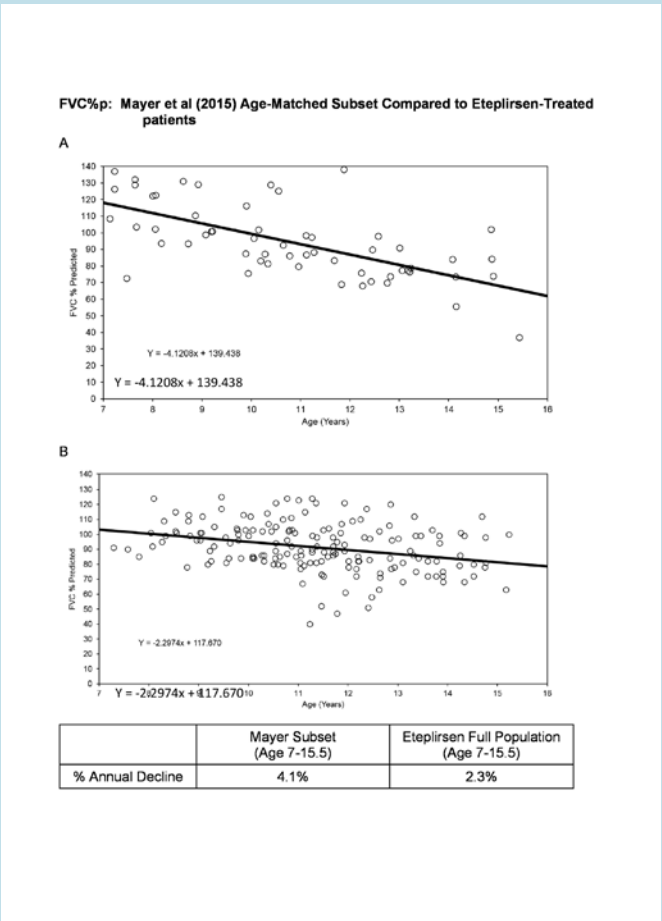 FVC%p: Mayer et al (2015) Age-Matched Subset Compared to Eteplirsen-Treated
patients
A
140
130
120
110
100
90
80
70
60
50
40
30
20
10
0
FVC % Predicted
Y = -4.1208x + 139.438
Y = -4.1208x + 139.438
7 8 9 10 11 12 13 14 15 16
Age (Years)
B
140
130
120
110
100
90
80
70
60
50
40
30
20
10
0
FVC % Predicted
Y = -2.2974x + 117.670
Y = -2.2974x + 117.670
7 10 11 12 13 14 15 16
Age (Years)
Mayer Subset
(Age 7-15.5)
Eteplirsen Full Population
(Age 7-15.5)
% Annual Decline 4.1% 2.3%